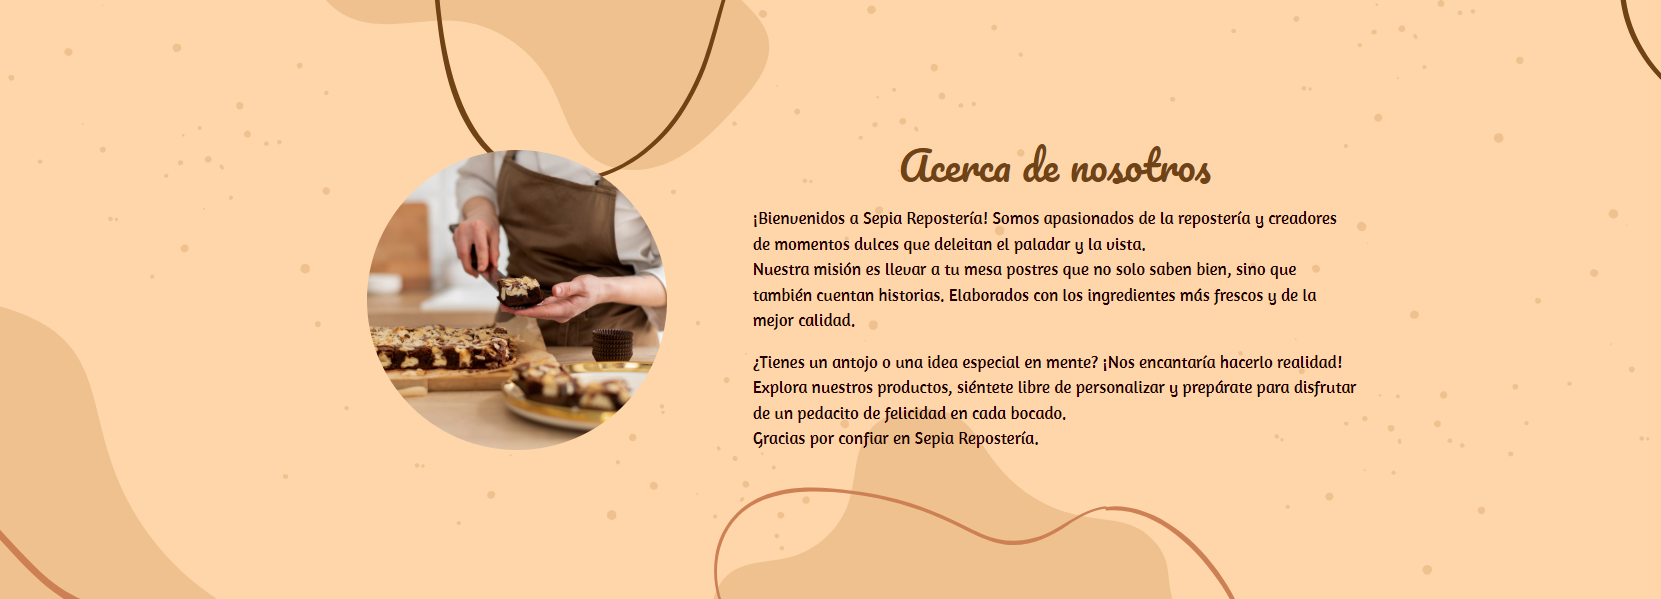 Acerca de nosotros
¡Bienvenidos a Sepia Repostería! Somos apasionados de la repostería y creadores
de momentos dulces que deleitan el paladar y la vista.
Nuestra misión es llevar a tu mesa postres que no solo saben bien, sino que
también cuentan historias. Elaborados con los ingredientes más frescos y de la
mejor calidad.
¿Tienes un antojo o una idea especial en mente? ¡Nos encantaría hacerlo realidad!
Explora nuestros productos, siéntete libre de personalizar y prepárate para disfrutar
de un pedacito de felicidad en cada bocado.
Gracias por confiar en Sepia Repostería.